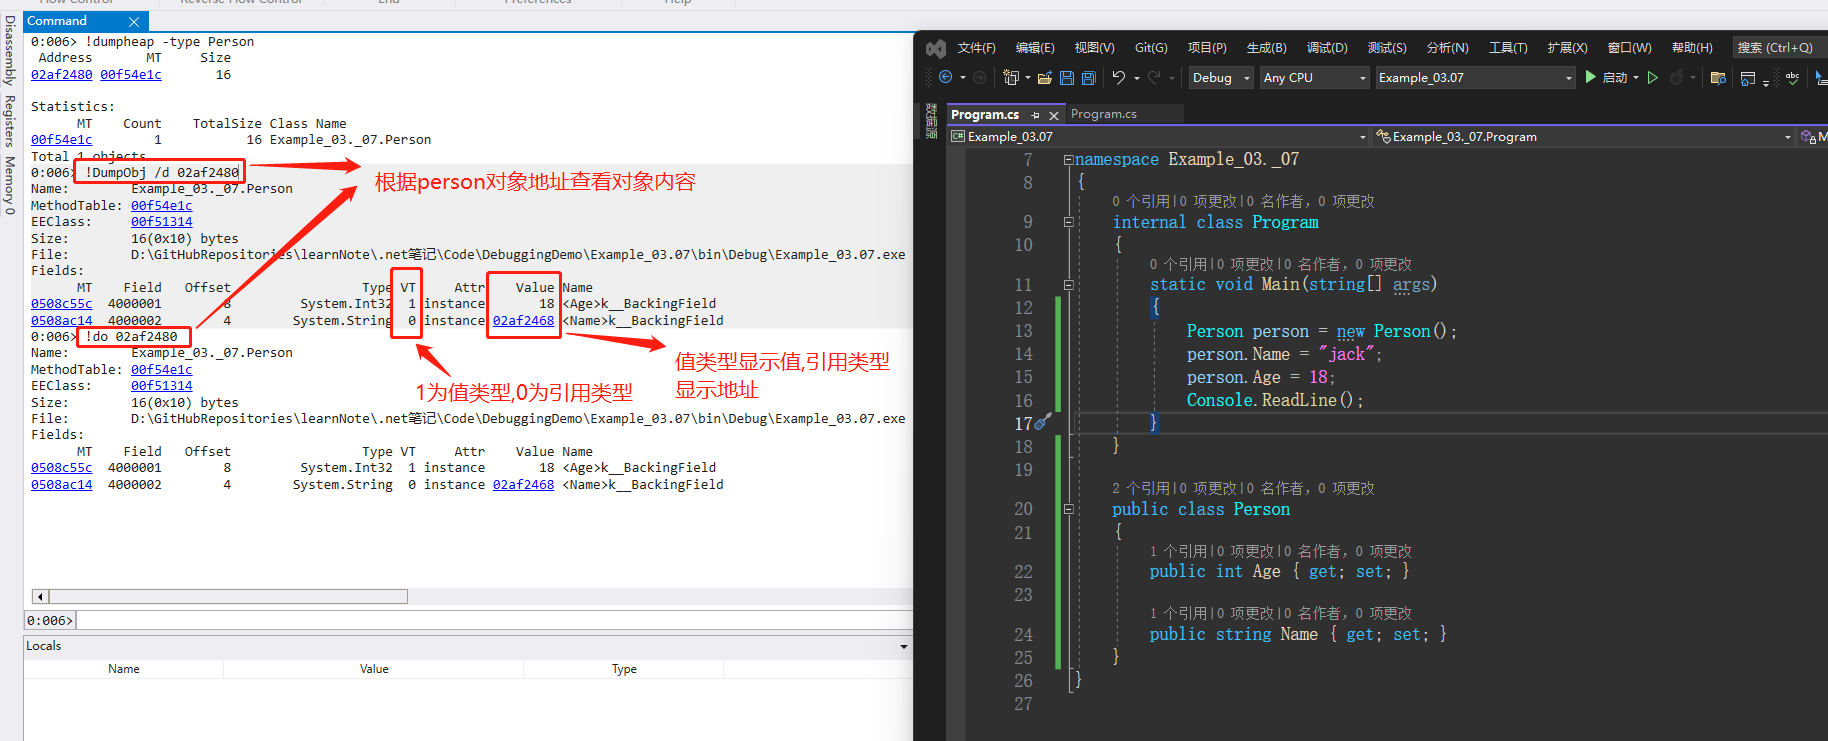 Flow Control Reverse Flow Control End Preferences Help
Disassembly
Registers
Memory 0
Command
0:006> !dumpheap -type Person
Address MT Size
02af2480 00f54e1c 16
Statistics:
MT Count TotalSize Class Name
00f54e1c 1 16 Example_03._07.Person
Total 1 objects
0:006> !DumpObj /d 02af2480
Name: Example_03._07.Person
MethodTable: 00f54e1c
EEClass: 00f51314
Size: 16(0x10) bytes
File: D:\GitHubRepositories\learnNote\.net笔记\Code\DebuggingDemo\Example_03.07\bin\Debug\Example_03.07.exe
Fields:
MT Field Offset Type VT Attr Value Name
0508c55c 4000001 8 System.Int32 1 instance 18 <Age>k__BackingField
0508ac14 4000002 4 System.String 0 instance 02af2468 <Name>k__BackingField
0:006> !do 02af2480
Name: Example_03._07.Person
MethodTable: 00f54e1c
EEClass: 00f51314
Size: 16(0x10) bytes
File: D:\GitHubRepositories\learnNote\.net笔记\Code\DebuggingDemo\Example_03.07\bin\Debug\Example_03.07.exe
Fields:
MT Field Offset Type VT Attr Value Name
0508c55c 4000001 8 System.Int32 1 instance 18 <Age>k__BackingField
0508ac14 4000002 4 System.String 0 instance 02af2468 <Name>k__BackingField
根据person对象地址查看对象内容
1为值类型,0为引用类型
值类型显示值,引用类型
显示地址
0:006>
Locals
Name Value Type
文件(F) 编辑(E) 视图(V) Git(G) 项目(P) 生成(B) 调试(D) 测试(S) 分析(N) 工具(T) 扩展(X) 窗口(W) 帮助(H) 搜索 (Ctrl+Q)
Debug Any CPU Example_03.07 启动
数据源
Program.cs Program.cs
Example_03.07 Example_03._07.Program M
7 namespace Example_03._07
8 {
0 个引用|0 项更改|0 名作者, 0 项更改
9 internal class Program
10 {
0 个引用|0 项更改|0 名作者, 0 项更改
11 static void Main(string[] args)
12 {
13 Person person = new Person();
14 person.Name = "jack";
15 person.Age = 18;
16 Console.ReadLine();
17 }
18 }
19
2 个引用|0 项更改|0 名作者, 0 项更改
20 public class Person
21 {
1 个引用|0 项更改|0 名作者, 0 项更改
22 public int Age { get; set; }
23
1 个引用|0 项更改|0 名作者, 0 项更改
24 public string Name { get; set; }
25 }
26 }
27